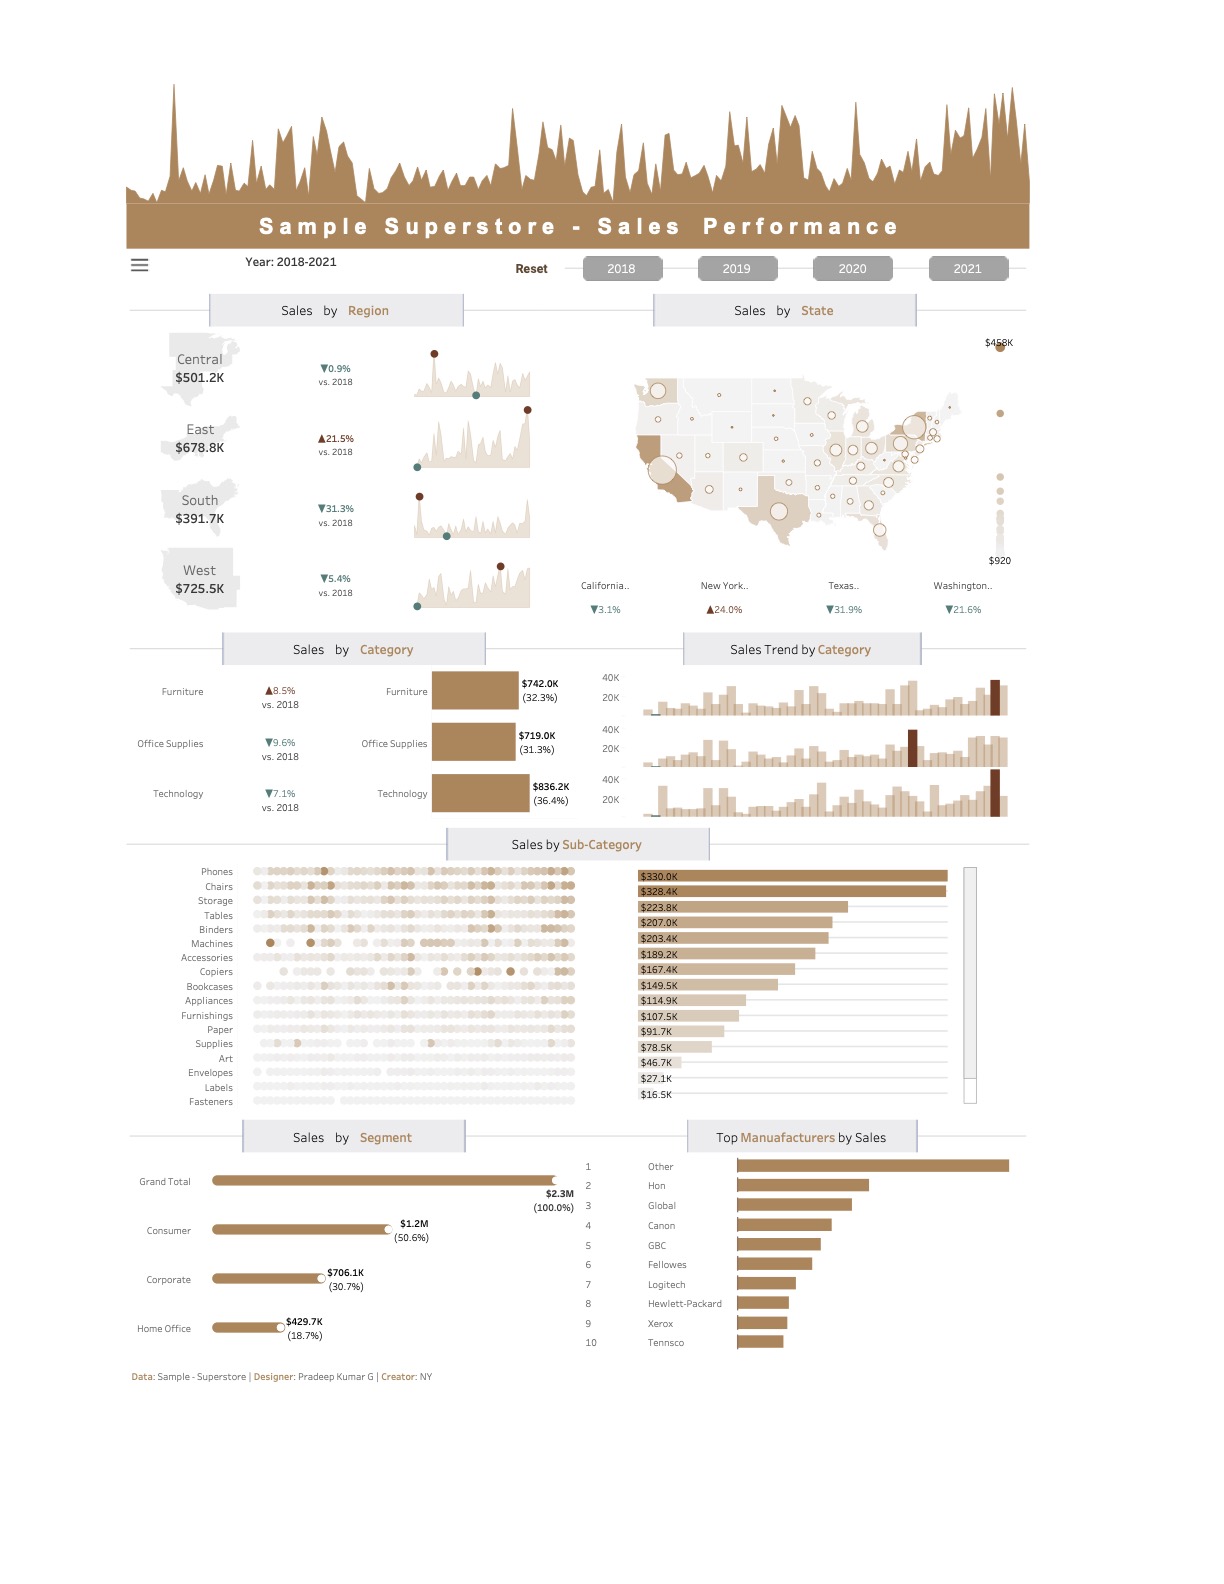 Sample Superstore - Sales Performance
Year: 2018-2021
Reset
2018
2019
2020
2021
Sales by Region
Sales by State
Central
$501.2K
▼0.9%
vs. 2018
East
$678.8K
▲21.5%
vs. 2018
South
$391.7K
▼31.3%
vs. 2018
West
$725.5K
▼5.4%
vs. 2018
$458K
$920
California..
New York..
Texas..
Washington..
▼3.1%
▲24.0%
▼31.9%
▼21.6%
Sales by Category
Sales Trend by Category
Furniture
▲8.5%
vs. 2018
Furniture
$742.0K
(32.3%)
40K
20K
Office Supplies
▼9.6%
vs. 2018
Office Supplies
$719.0K
(31.3%)
40K
20K
Technology
▼7.1%
vs. 2018
Technology
$836.2K
(36.4%)
40K
20K
Sales by Sub-Category
Phones
Chairs
Storage
Tables
Binders
Machines
Accessories
Copiers
Bookcases
Appliances
Furnishings
Paper
Supplies
Art
Envelopes
Labels
Fasteners
$330.0K
$328.4K
$223.8K
$207.0K
$203.4K
$189.2K
$167.4K
$149.5K
$114.9K
$107.5K
$91.7K
$78.5K
$46.7K
$27.1K
$16.5K
Sales by Segment
Top Manuafacturers by Sales
Grand Total
$2.3M
(100.0%)
Consumer
$1.2M
(50.6%)
Corporate
$706.1K
(30.7%)
Home Office
$429.7K
(18.7%)
1 Other
2 Hon
3 Global
4 Canon
5 GBC
6 Fellowes
7 Logitech
8 Hewlett-Packard
9 Xerox
10 Tennsco
Data: Sample - Superstore | Designer: Pradeep Kumar G | Creator: NY